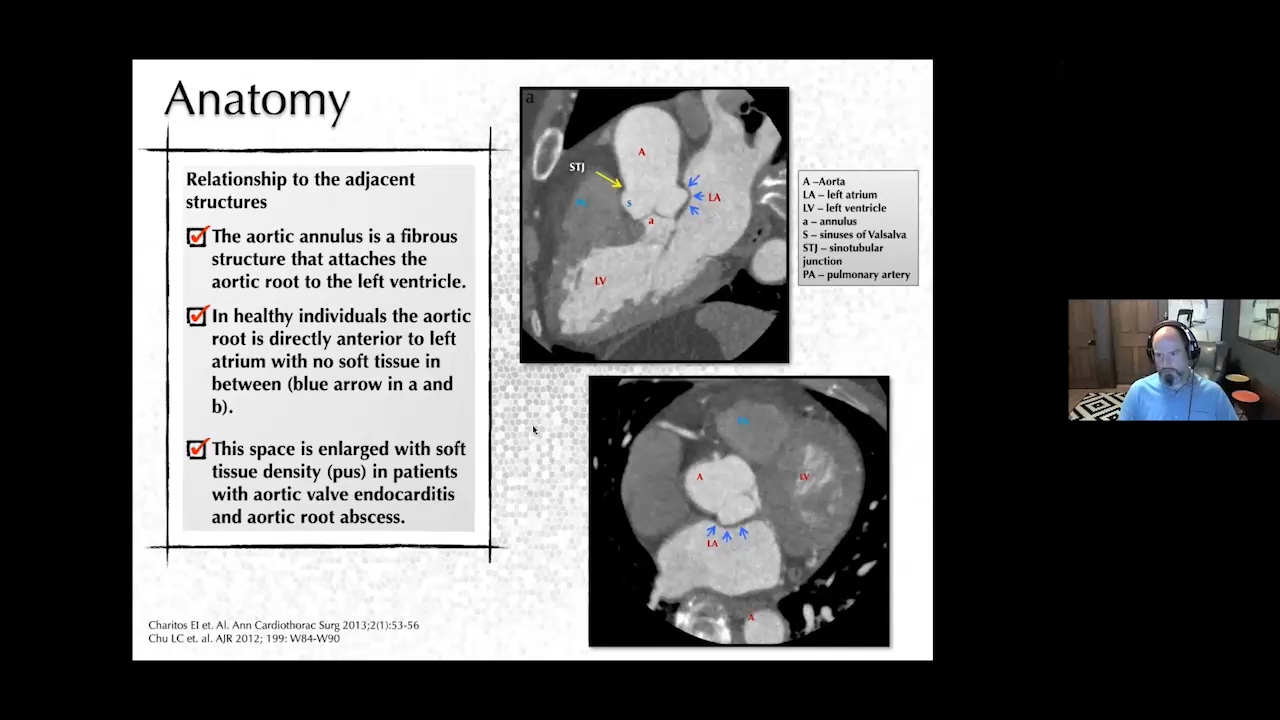 Anatomy
Relationship to the adjacent
structures
The aortic annulus is a fibrous
structure that attaches the
aortic root to the left ventricle.
In healthy individuals the aortic
root is directly anterior to left
atrium with no soft tissue in
between (blue arrow in a and
b).
This space is enlarged with soft
tissue density (pus) in patients
with aortic valve endocarditis
and aortic root abscess.
Charitos EI et. Al. Ann Cardiothorac Surg 2013;2(1):53-56
Chu LC et. al. AJR 2012; 199: W84-W90
a
A
STJ
S
LA
a
LV
A –Aorta
LA – left atrium
LV – left ventricle
a – annulus
S – sinuses of Valsalva
STJ – sinotubular
junction
PA – pulmonary artery
A
LV
LA
A